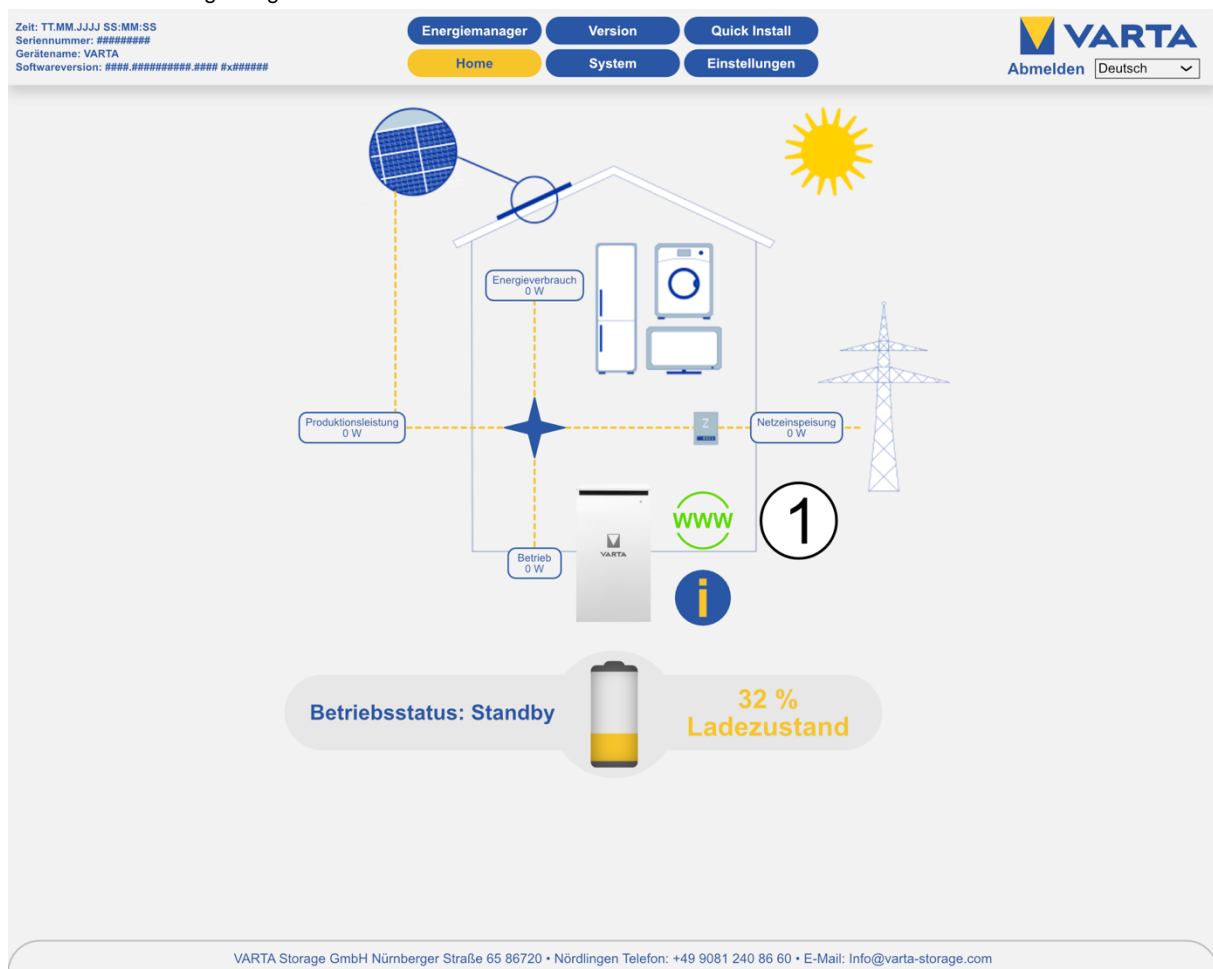 Zeit: TT.MM.JJJJ SS:MM:SS
Seriennummer: #########
Gerätename: VARTA
Softwareversion: ####.##########.#### #x######
Energiemanager
Version
Quick Install
Home
System
Einstellungen
VARTA
Abmelden
Deutsch
Energieverbrauch
0 W
Produktionsleistung
0 W
Z
Netzeinspeisung
0 W
www
1
VARTA
Betrieb
0 W
i
Betriebsstatus: Standby
32 %
Ladezustand
VARTA Storage GmbH Nürnberger Straße 65 86720 • Nördlingen Telefon: +49 9081 240 86 60 • E-Mail: Info@varta-storage.com